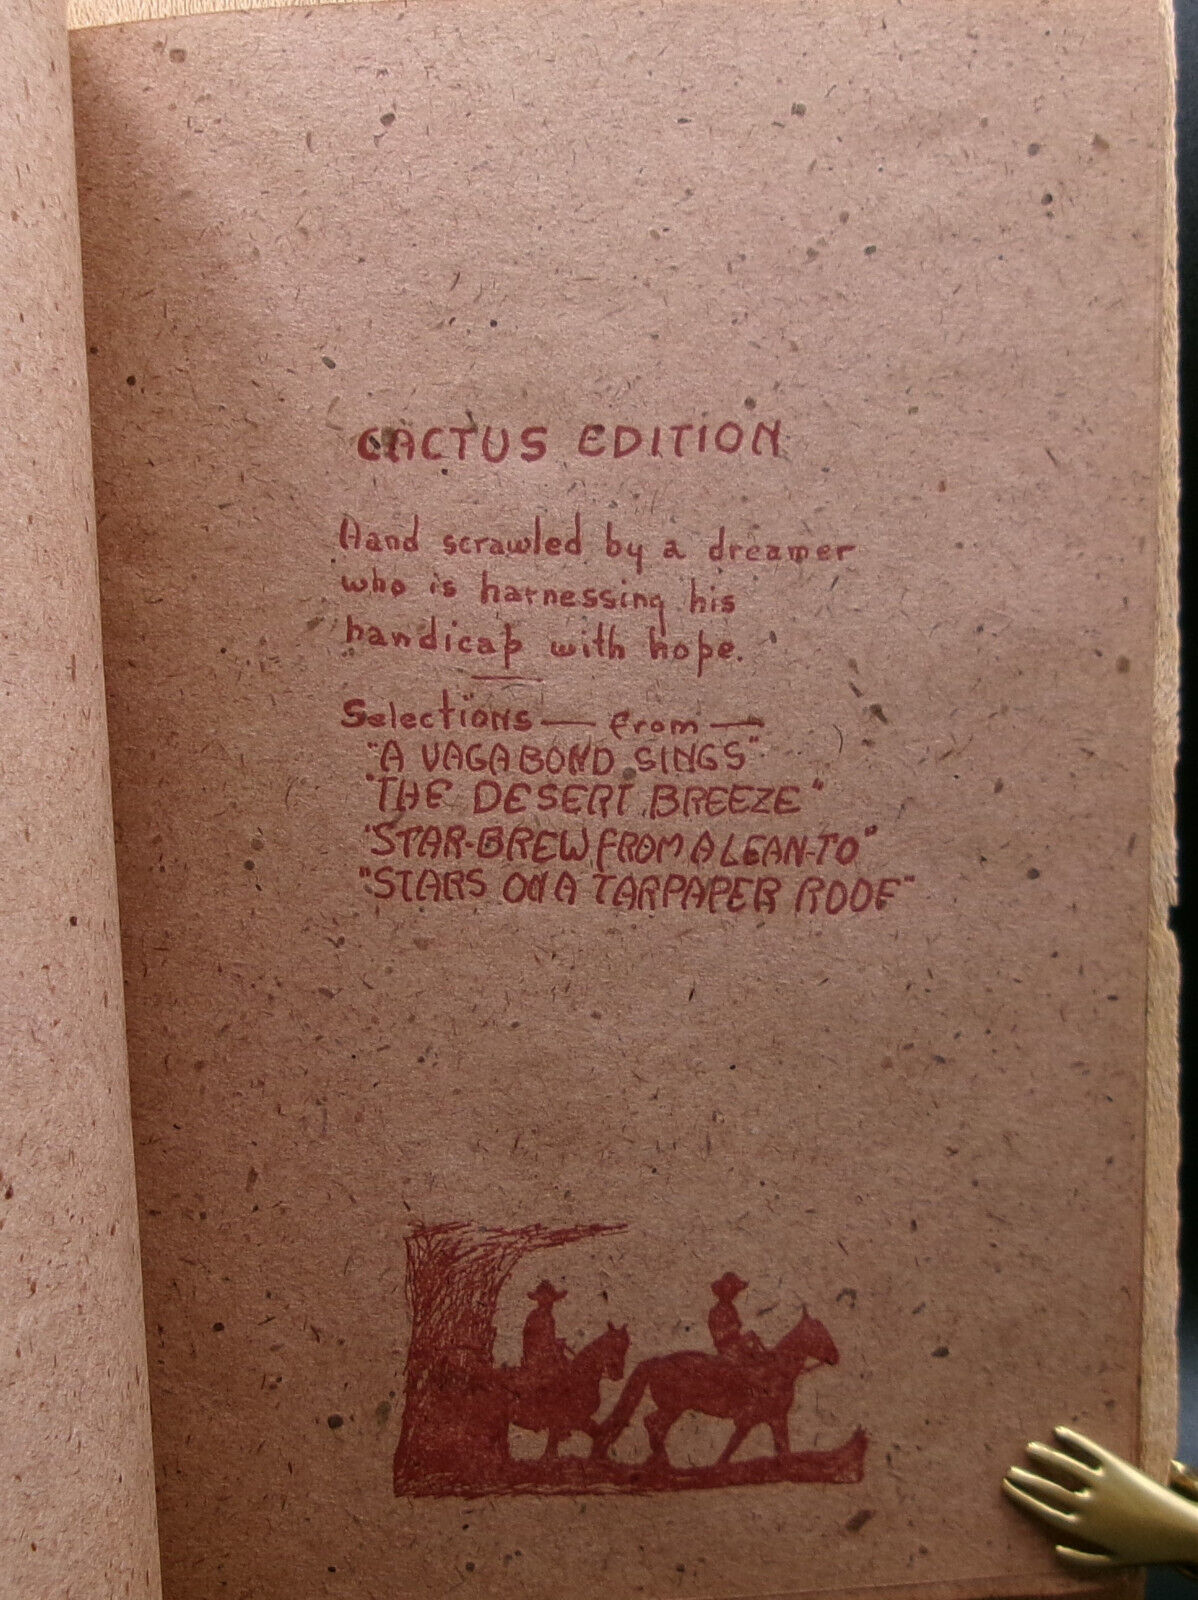 CACTUS EDITION
Hand scrawled by a dreamer
who is harnessing his
handicap with hope.
Selections — from —
"A VAGABOND SINGS"
"THE DESERT BREEZE"
"STAR-BREW FROM A LEAN-TO"
"STARS ON A TARPAPER ROOF"